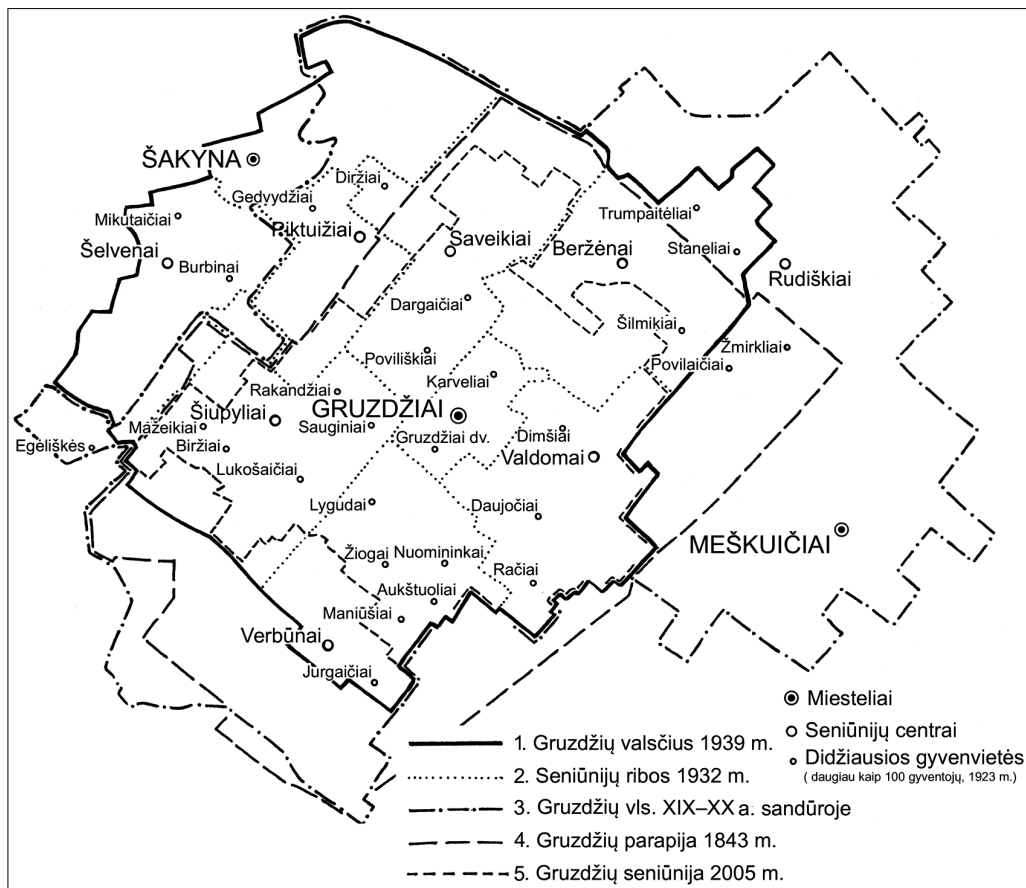 ŠAKYNA
Diržiai
Gedvydžiai
Mikutaičiai
Trumpaitėliai
Piktuižiai
Šelvenai
Saveikiai
Beržėnai
Staneliai
Burbinai
Rudiškiai
Dargaičiai
Šilmikiai
Žmirkliai
Poviliškiai
Povilaičiai
Karveliai
Rakandžiai
GRUZDŽIAI
Šiupyliai
Mažeikiai
Sauginiai
Egėliškės
Biržiai
Gruzdžiai dv.
Dimšiai
Valdomai
Lukošaičiai
Lygudai
Daujočiai
MEŠKUIČIAI
Žiogai
Nuomininkai
Račiai
Aukštuoliai
Maniūšiai
Verbūnai
Jurgaičiai
Miesteliai
Seniūnijų centrai
Didžiausios gyvenvietės
( daugiau kaip 100 gyventojų, 1923 m.)
1. Gruzdžių valsčius 1939 m.
2. Seniūnijų ribos 1932 m.
3. Gruzdžių vls. XIX–XX a. sandūroje
4. Gruzdžių parapija 1843 m.
5. Gruzdžių seniūnija 2005 m.